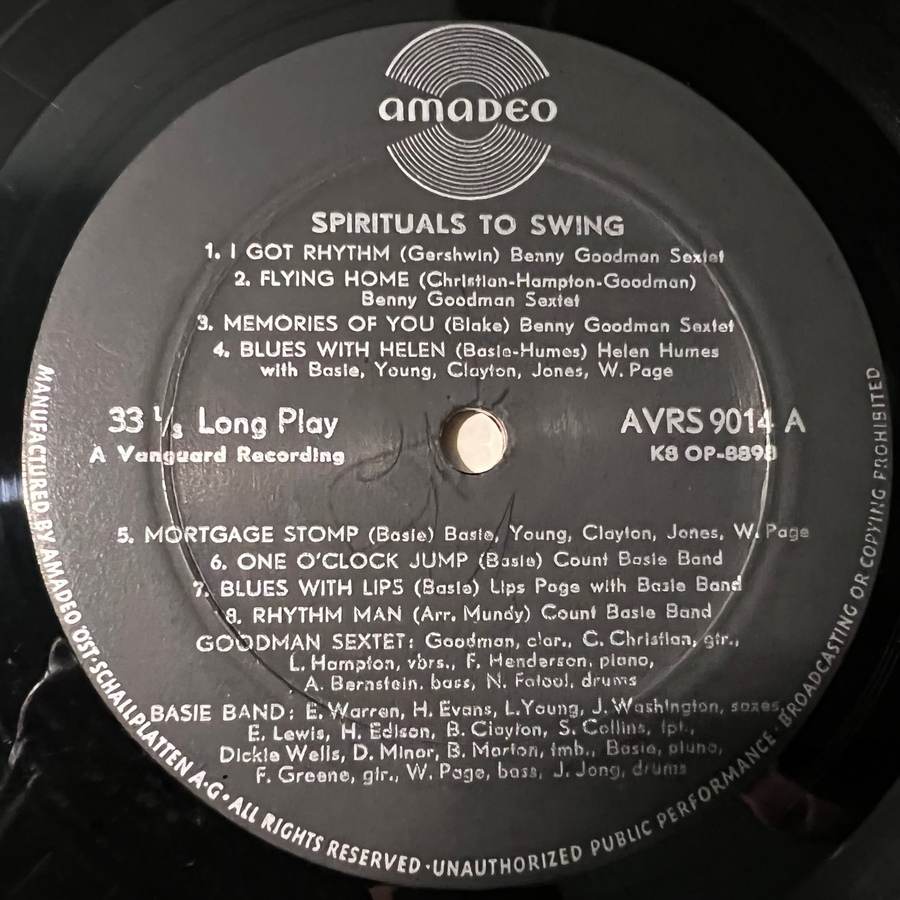 AMADEO
SPIRITUALS TO SWING
1. I GOT RHYTHM (Gershwin) Benny Goodman Sextet
2. FLYING HOME (Christian-Hampton-Goodman)
Benny Goodman Sextet
3. MEMORIES OF YOU (Blake) Benny Goodman Sextet
4. BLUES WITH HELEN (Basie-Humes) Helen Humes
with Basie, Young, Clayton, Jones, W. Page
33 1/3 Long Play
A Vanguard Recording
AVRS 9014 A
K8 OP-8898
5. MORTGAGE STOMP (Basie) Basie, Young, Clayton, Jones, W. Page
6. ONE O'CLOCK JUMP (Basie) Count Basie Band
7. BLUES WITH LIPS (Basie) Lips Page with Basie Band
8. RHYTHM MAN (Arr. Mundy) Count Basie Band
GOODMAN SEXTET: Goodman, clar., C. Christian, gtr.,
L. Hampton, vbrs., F. Henderson, piano,
A. Bernstein, bass, N. Fatool, drums
BASIE BAND: E. Warren, H. Evans, L. Young, J. Washington, saxes,
E. Lewis, H. Edison, B. Clayton, S. Collins, tpt.,
Dickie Wells, D. Minor, B. Morton, tmb., Basie, piano,
F. Greene, gtr., W. Page, bass, J. Jong, drums
MANUFACTURED BY AMADEO ÖST. SCHALLPLATTEN A.G. • ALL RIGHTS RESERVED • UNAUTHORIZED PUBLIC PERFORMANCE • BROADCASTING OR COPYING PROHIBITED